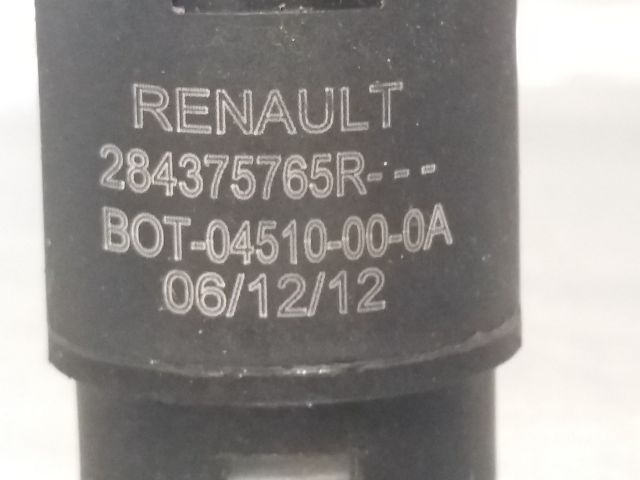 RENAULT
284375765R---
BOT-04510-00-0A
06/12/12